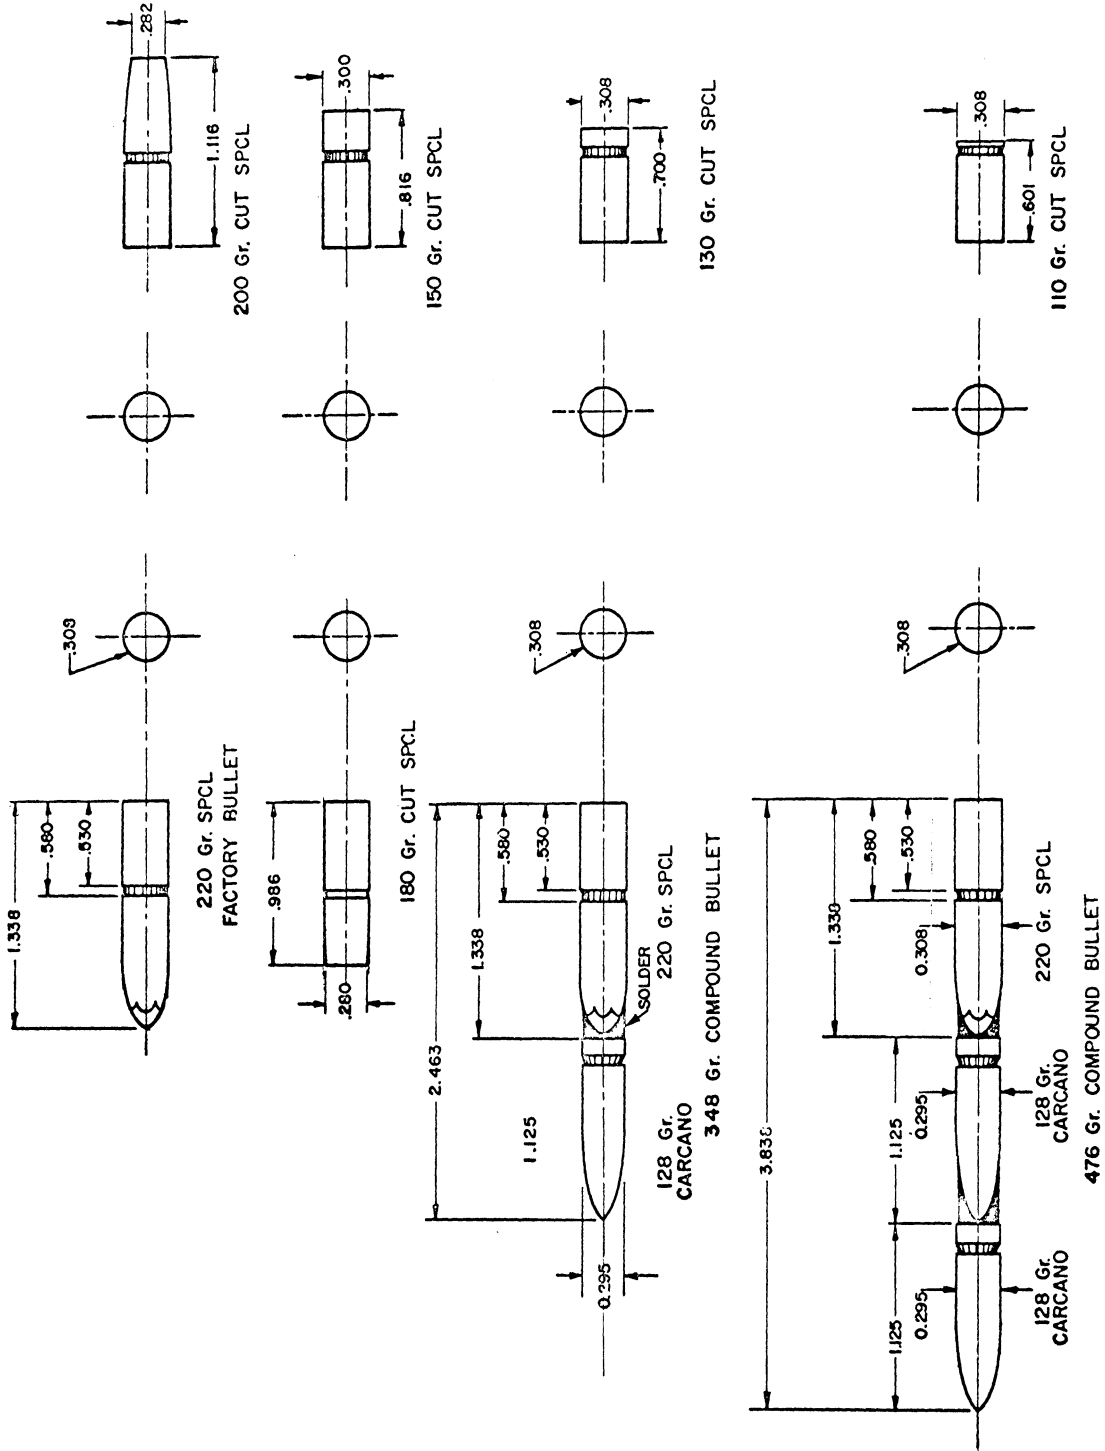 1.338
.580
.530
.308
220 Gr. SPCL
FACTORY BULLET
.282
1.116
200 Gr. CUT SPCL
.986
.280
180 Gr. CUT SPCL
.300
.816
150 Gr. CUT SPCL
2.463
1.338
.580
.530
.308
1.125
0.295
SOLDER
220 Gr. SPCL
128 Gr.
CARCANO
348 Gr. COMPOUND BULLET
.308
.700
130 Gr. CUT SPCL
3.838
1.338
.580
.530
.308
0.308
1.125
0.295
1.125
0.295
220 Gr. SPCL
128 Gr.
CARCANO
128 Gr.
CARCANO
476 Gr. COMPOUND BULLET
.308
.601
110 Gr. CUT SPCL